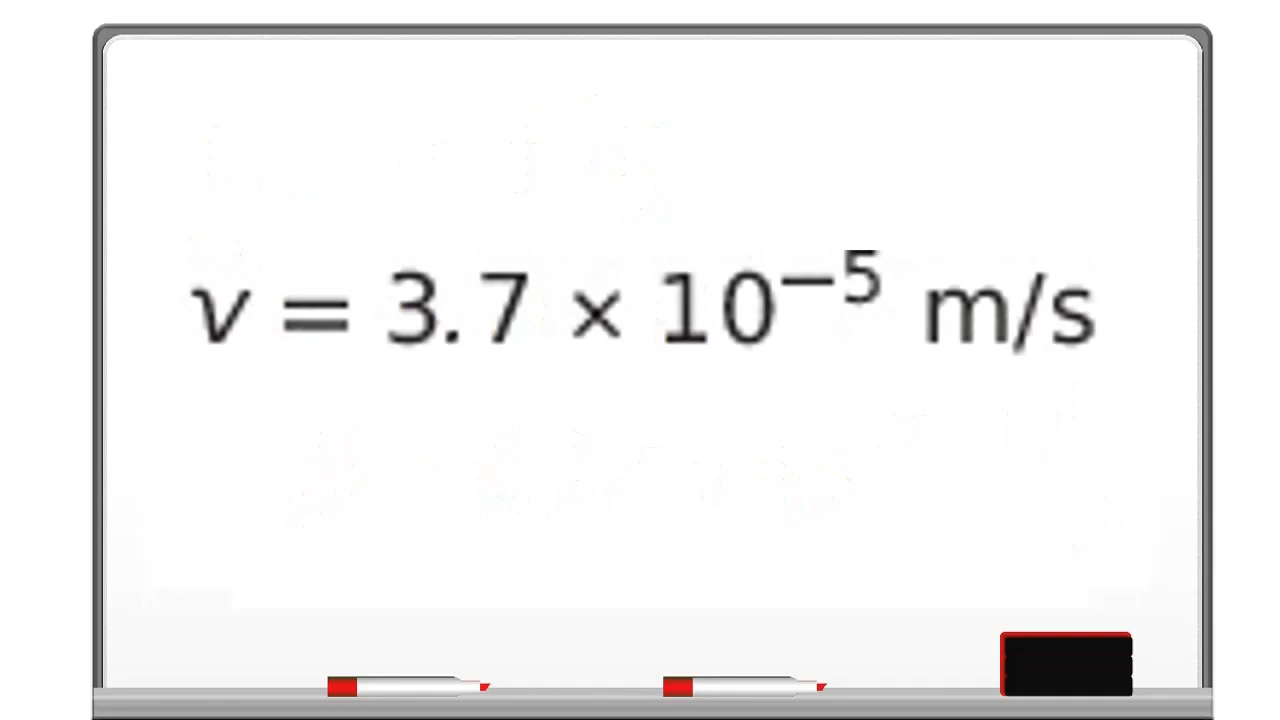 v = 3.7 × 10⁻⁵ m/s